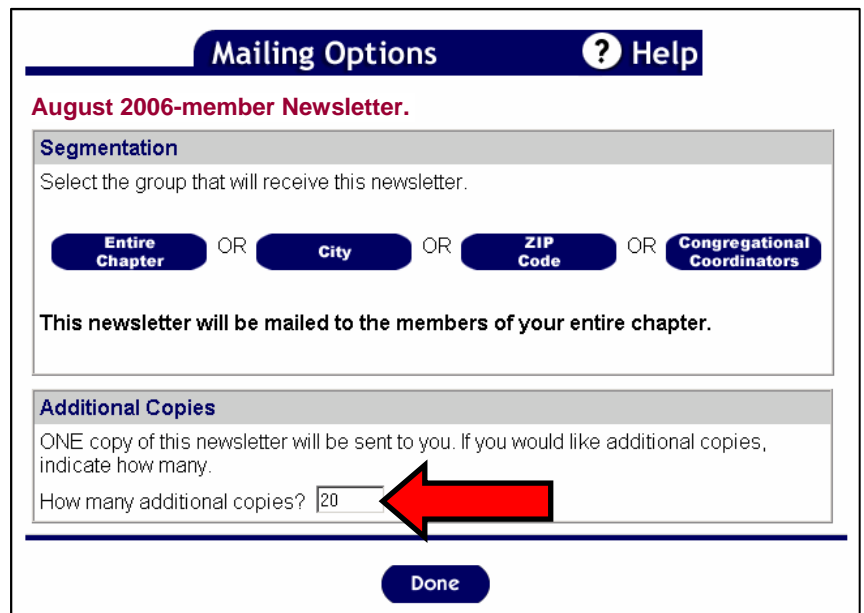 Mailing Options ? Help
August 2006-member Newsletter.
Segmentation
Select the group that will receive this newsletter.
Entire Chapter OR City OR ZIP Code OR Congregational Coordinators
This newsletter will be mailed to the members of your entire chapter.
Additional Copies
ONE copy of this newsletter will be sent to you. If you would like additional copies,
indicate how many.
How many additional copies? 20
Done